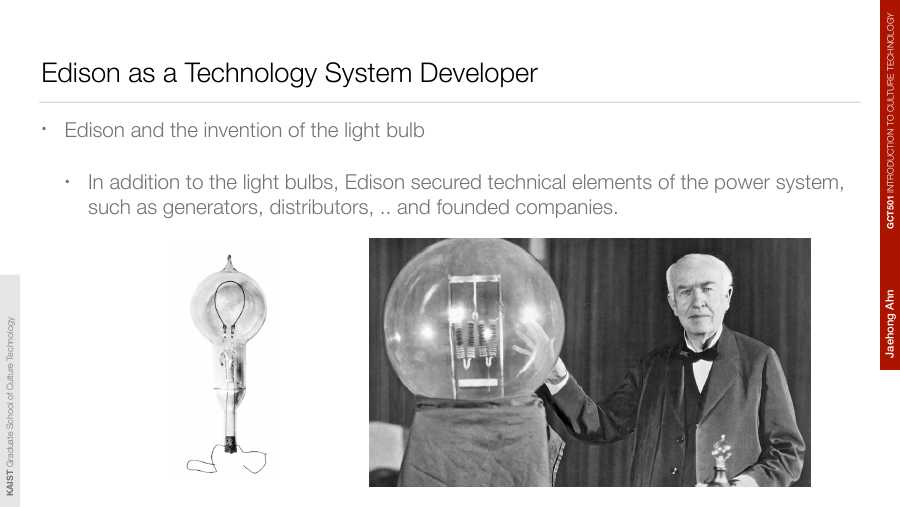 Edison as a Technology System Developer
• Edison and the invention of the light bulb
• In addition to the light bulbs, Edison secured technical elements of the power system,
such as generators, distributors, .. and founded companies.
KAIST Graduate School of Culture Technology
GCT501 INTRODUCTION TO CULTURE TECHNOLOGY
Jaehong Ahn